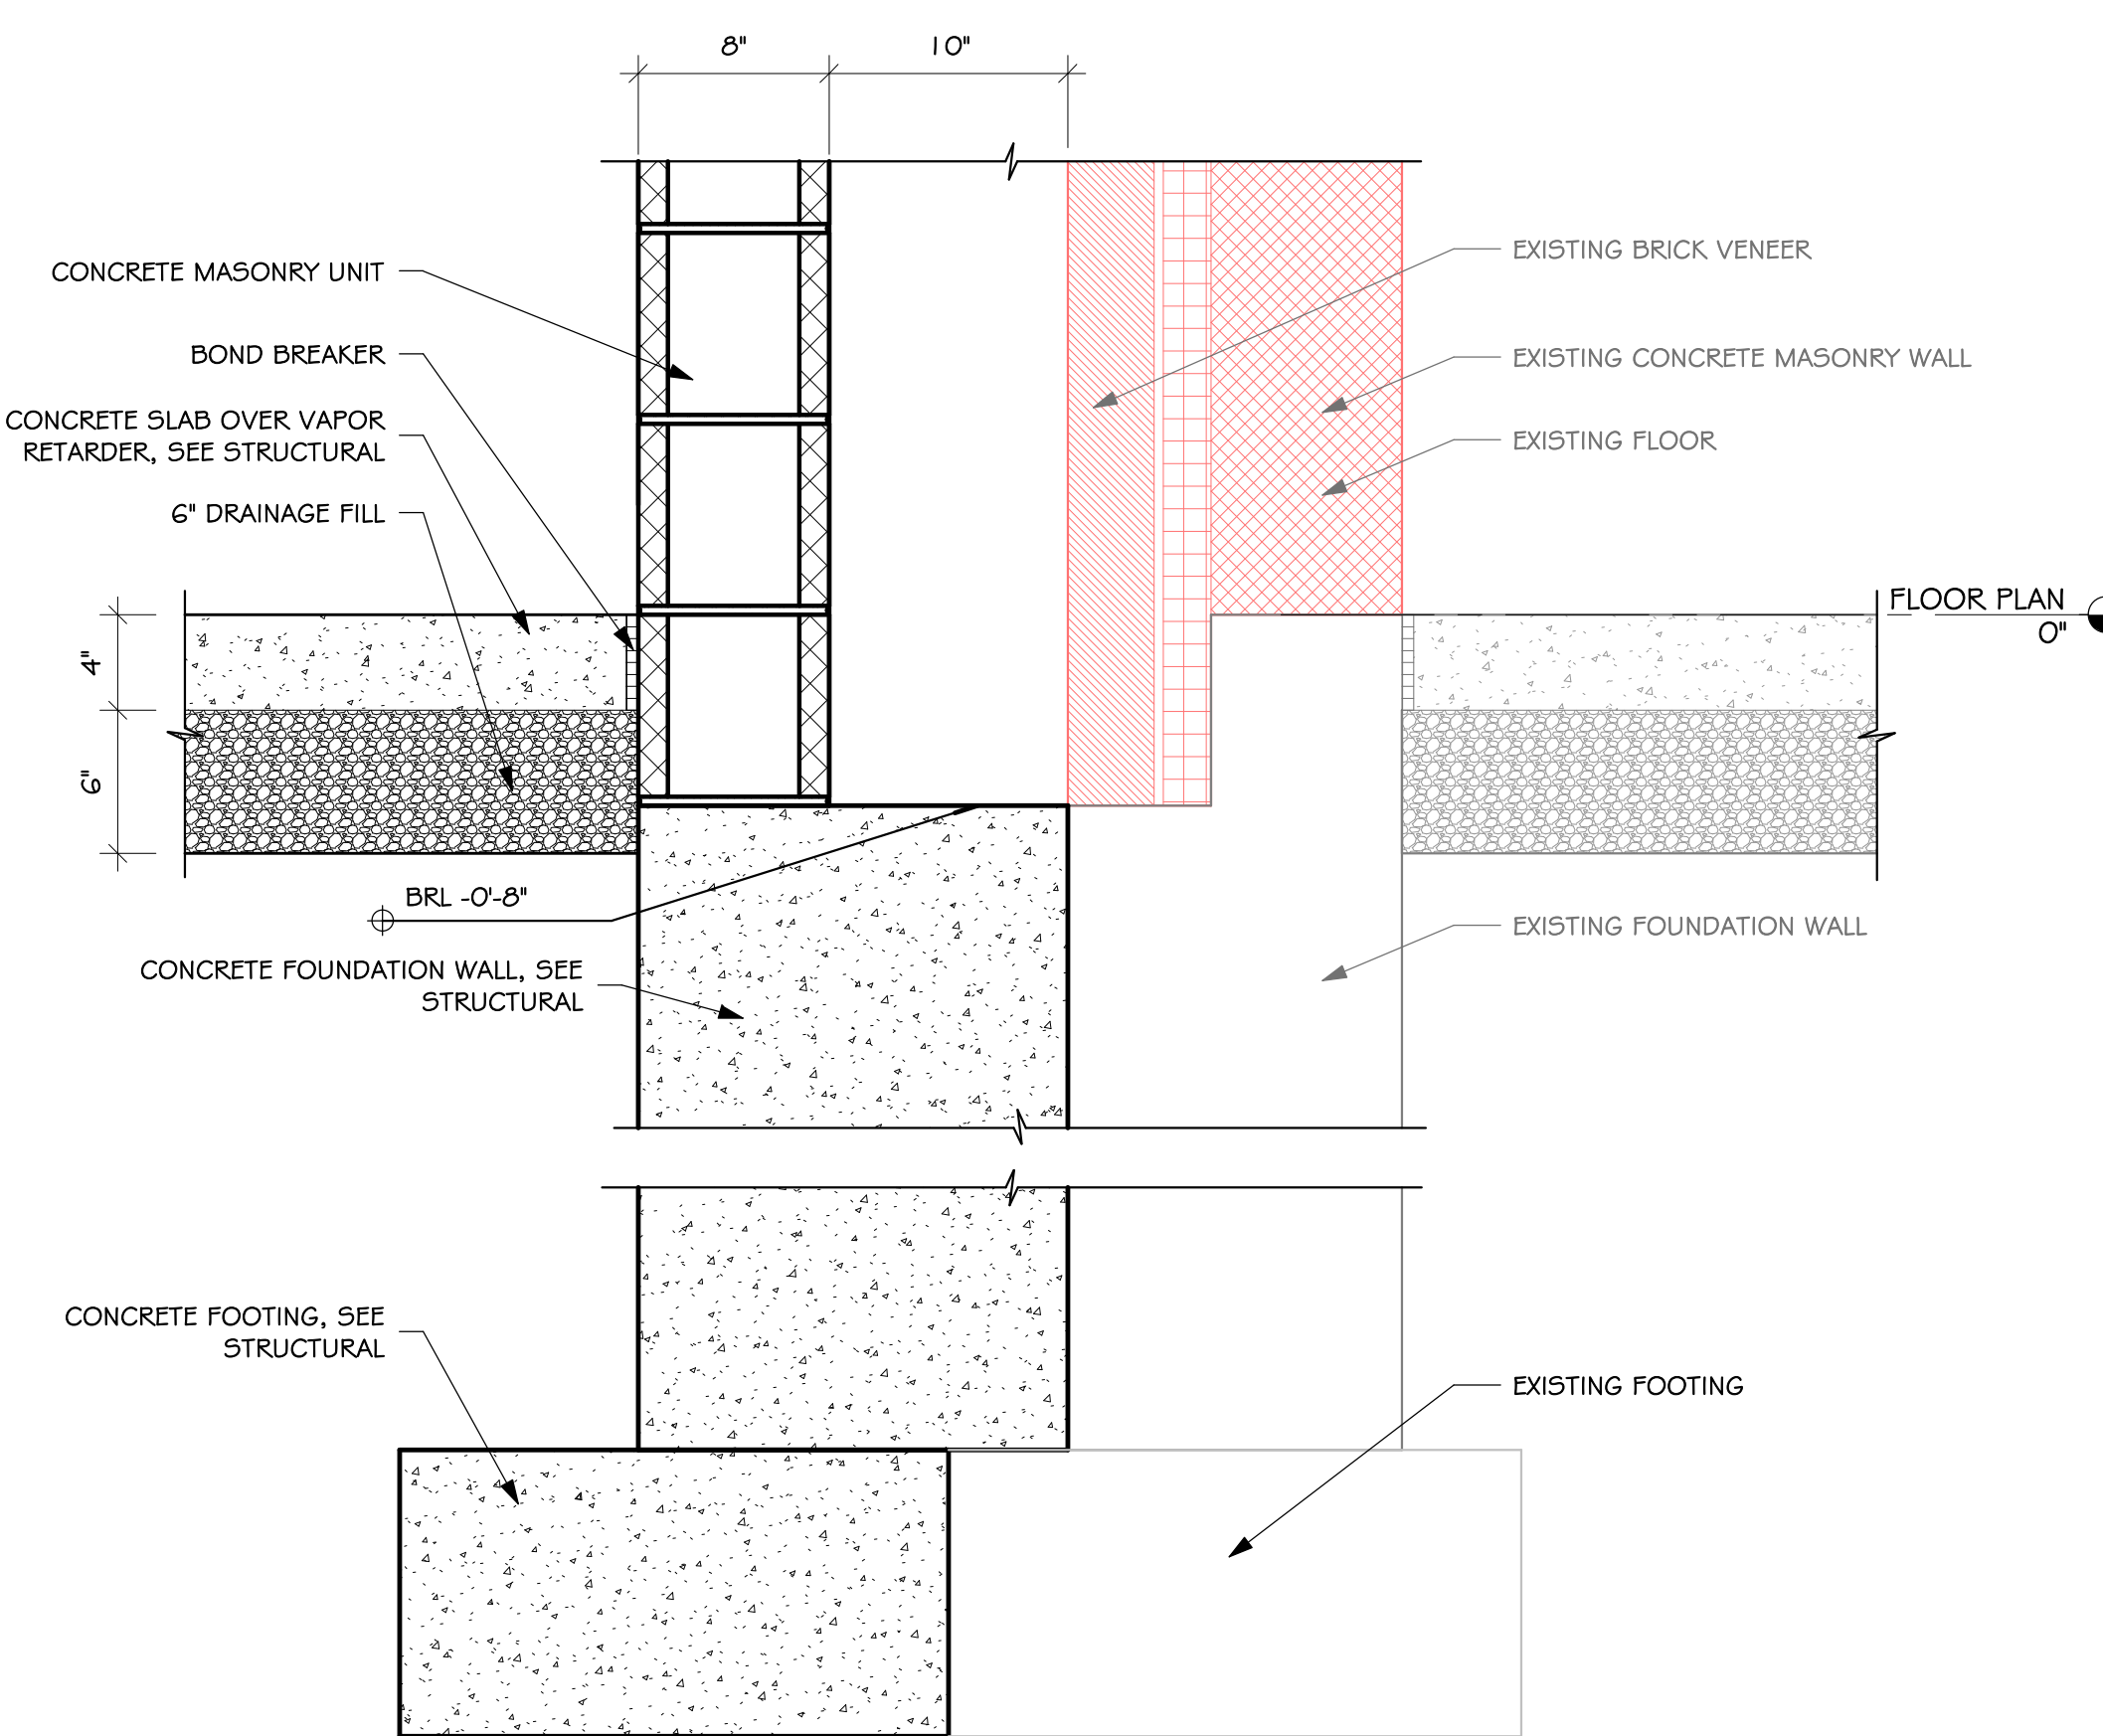 8"
10"
CONCRETE MASONRY UNIT
BOND BREAKER
CONCRETE SLAB OVER VAPOR
RETARDER, SEE STRUCTURAL
6" DRAINAGE FILL
4"
6"
BRL -0'-8"
CONCRETE FOUNDATION WALL, SEE
STRUCTURAL
CONCRETE FOOTING, SEE
STRUCTURAL
EXISTING BRICK VENEER
EXISTING CONCRETE MASONRY WALL
EXISTING FLOOR
FLOOR PLAN
0"
EXISTING FOUNDATION WALL
EXISTING FOOTING